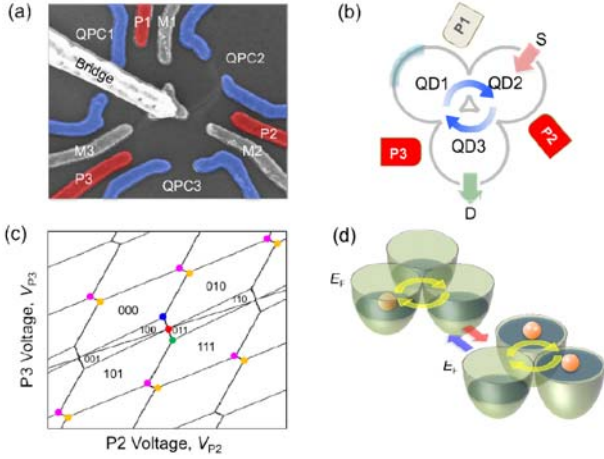 (a)
P1
M1
QPC1
QPC2
Bridge
P2
M3
M2
P3
QPC3
(b)
P1
S
QD1
QD2
P3
QD3
P2
D
(c)
P3 Voltage, VP3
010
000
110
100
011
001
111
101
P2 Voltage, VP2
(d)
EF
EF